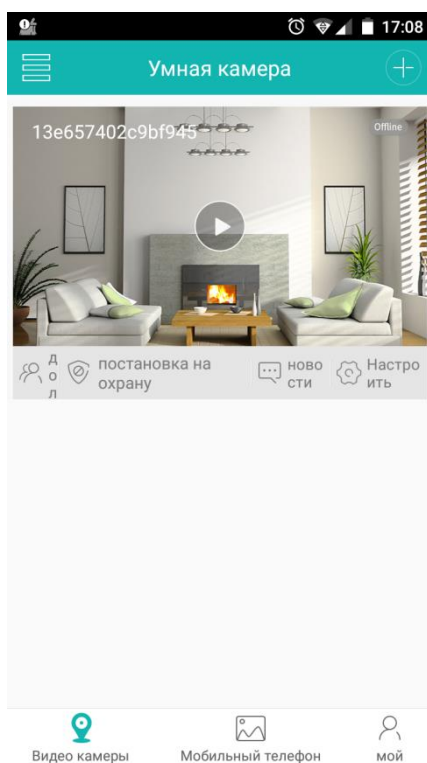 17:08
Умная камера
13e657402c9bf945
Offline
д
о
л
постановка на
охрану
ново
сти
Настро
ить
Видео камеры
Мобильный телефон
мой